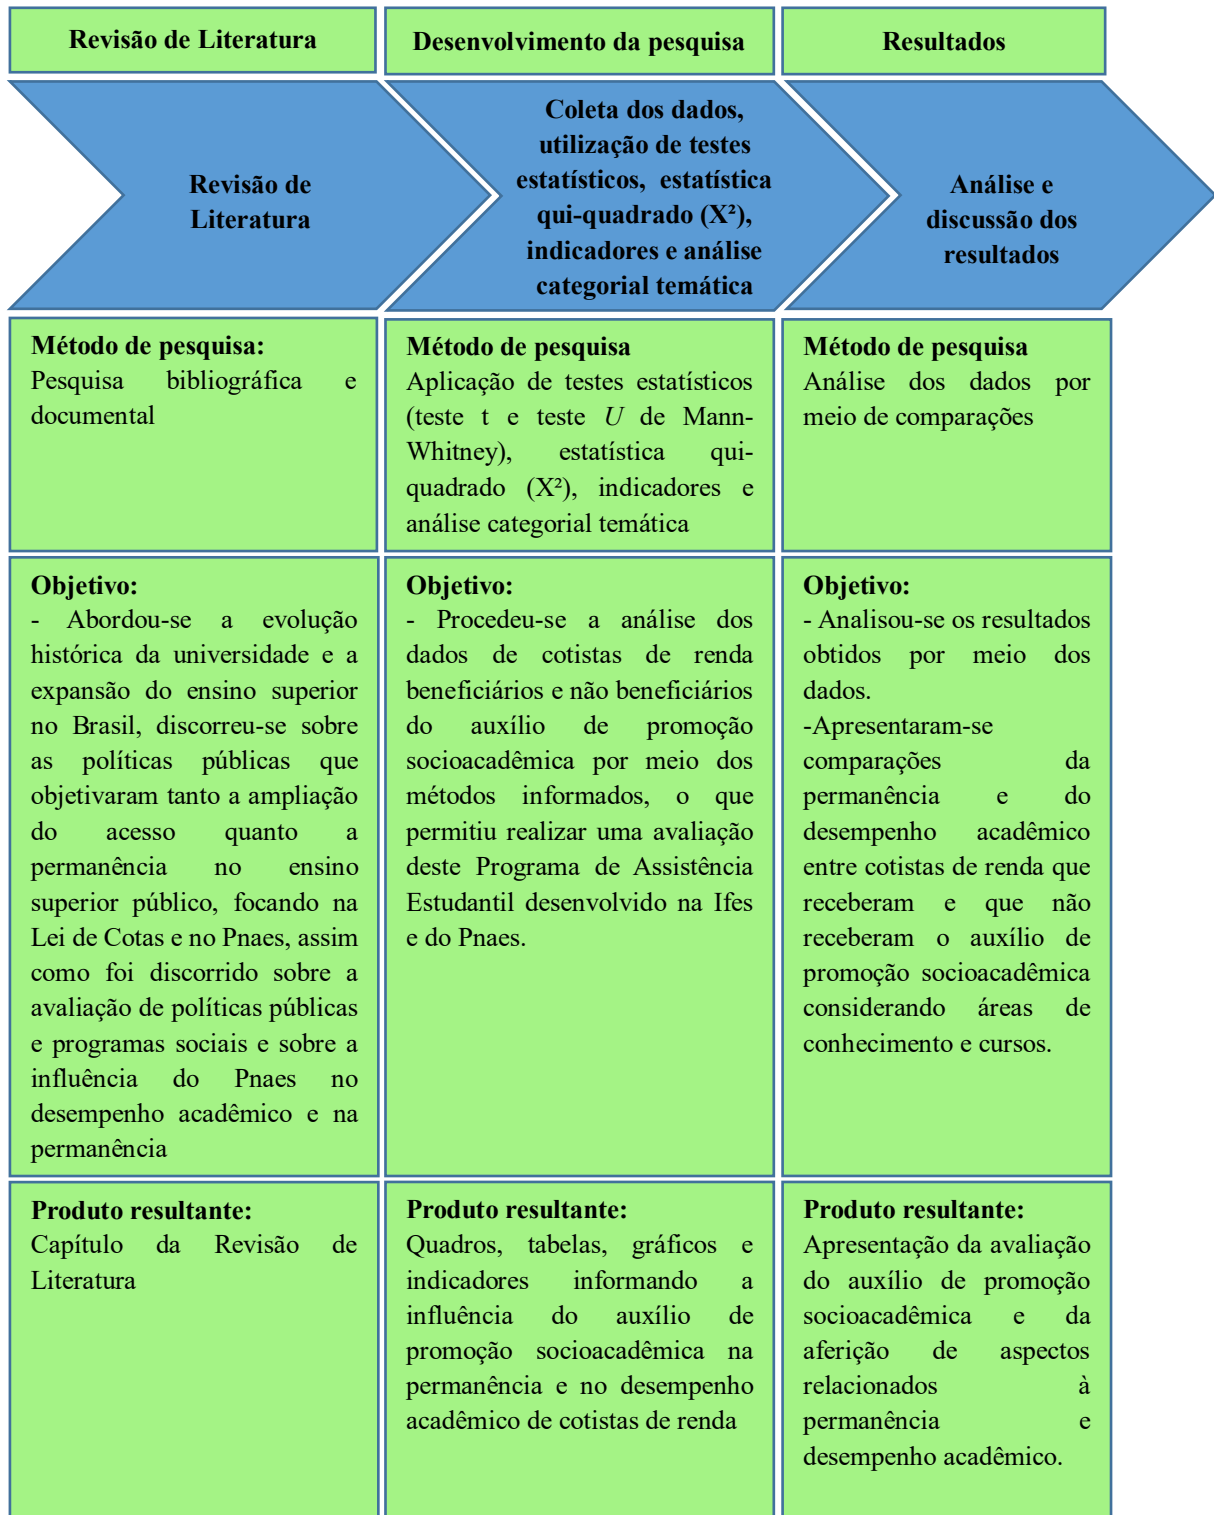 Revisão de Literatura
Desenvolvimento da pesquisa
Resultados
Revisão de
Literatura
Coleta dos dados,
utilização de testes
estatísticos, estatística
qui-quadrado (X²),
indicadores e análise
categorial temática
Análise e
discussão dos
resultados
Método de pesquisa:
Pesquisa bibliográfica e
documental
Método de pesquisa
Aplicação de testes estatísticos
(teste t e teste U de Mann-
Whitney), estatística qui-
quadrado (X²), indicadores e
análise categorial temática
Método de pesquisa
Análise dos dados por
meio de comparações
Objetivo:
- Abordou-se a evolução
histórica da universidade e a
expansão do ensino superior
no Brasil, discorreu-se sobre
as políticas públicas que
objetivaram tanto a ampliação
do acesso quanto a
permanência no ensino
superior público, focando na
Lei de Cotas e no Pnaes, assim
como foi discorrido sobre a
avaliação de políticas públicas
e programas sociais e sobre a
influência do Pnaes no
desempenho acadêmico e na
permanência
Objetivo:
- Procedeu-se a análise dos
dados de cotistas de renda
beneficiários e não beneficiários
do auxílio de promoção
socioacadêmica por meio dos
métodos informados, o que
permitiu realizar uma avaliação
deste Programa de Assistência
Estudantil desenvolvido na Ifes
e do Pnaes.
Objetivo:
- Analisou-se os resultados
obtidos por meio dos
dados.
-Apresentaram-se
comparações da
permanência e do
desempenho acadêmico
entre cotistas de renda que
receberam e que não
receberam o auxílio de
promoção socioacadêmica
considerando áreas de
conhecimento e cursos.
Produto resultante:
Capítulo da Revisão de
Literatura
Produto resultante:
Quadros, tabelas, gráficos e
indicadores informando a
influência do auxílio de
promoção socioacadêmica na
permanência e no desempenho
acadêmico de cotistas de renda
Produto resultante:
Apresentação da avaliação
do auxílio de promoção
socioacadêmica e da
aferição de aspectos
relacionados à
permanência e
desempenho acadêmico.